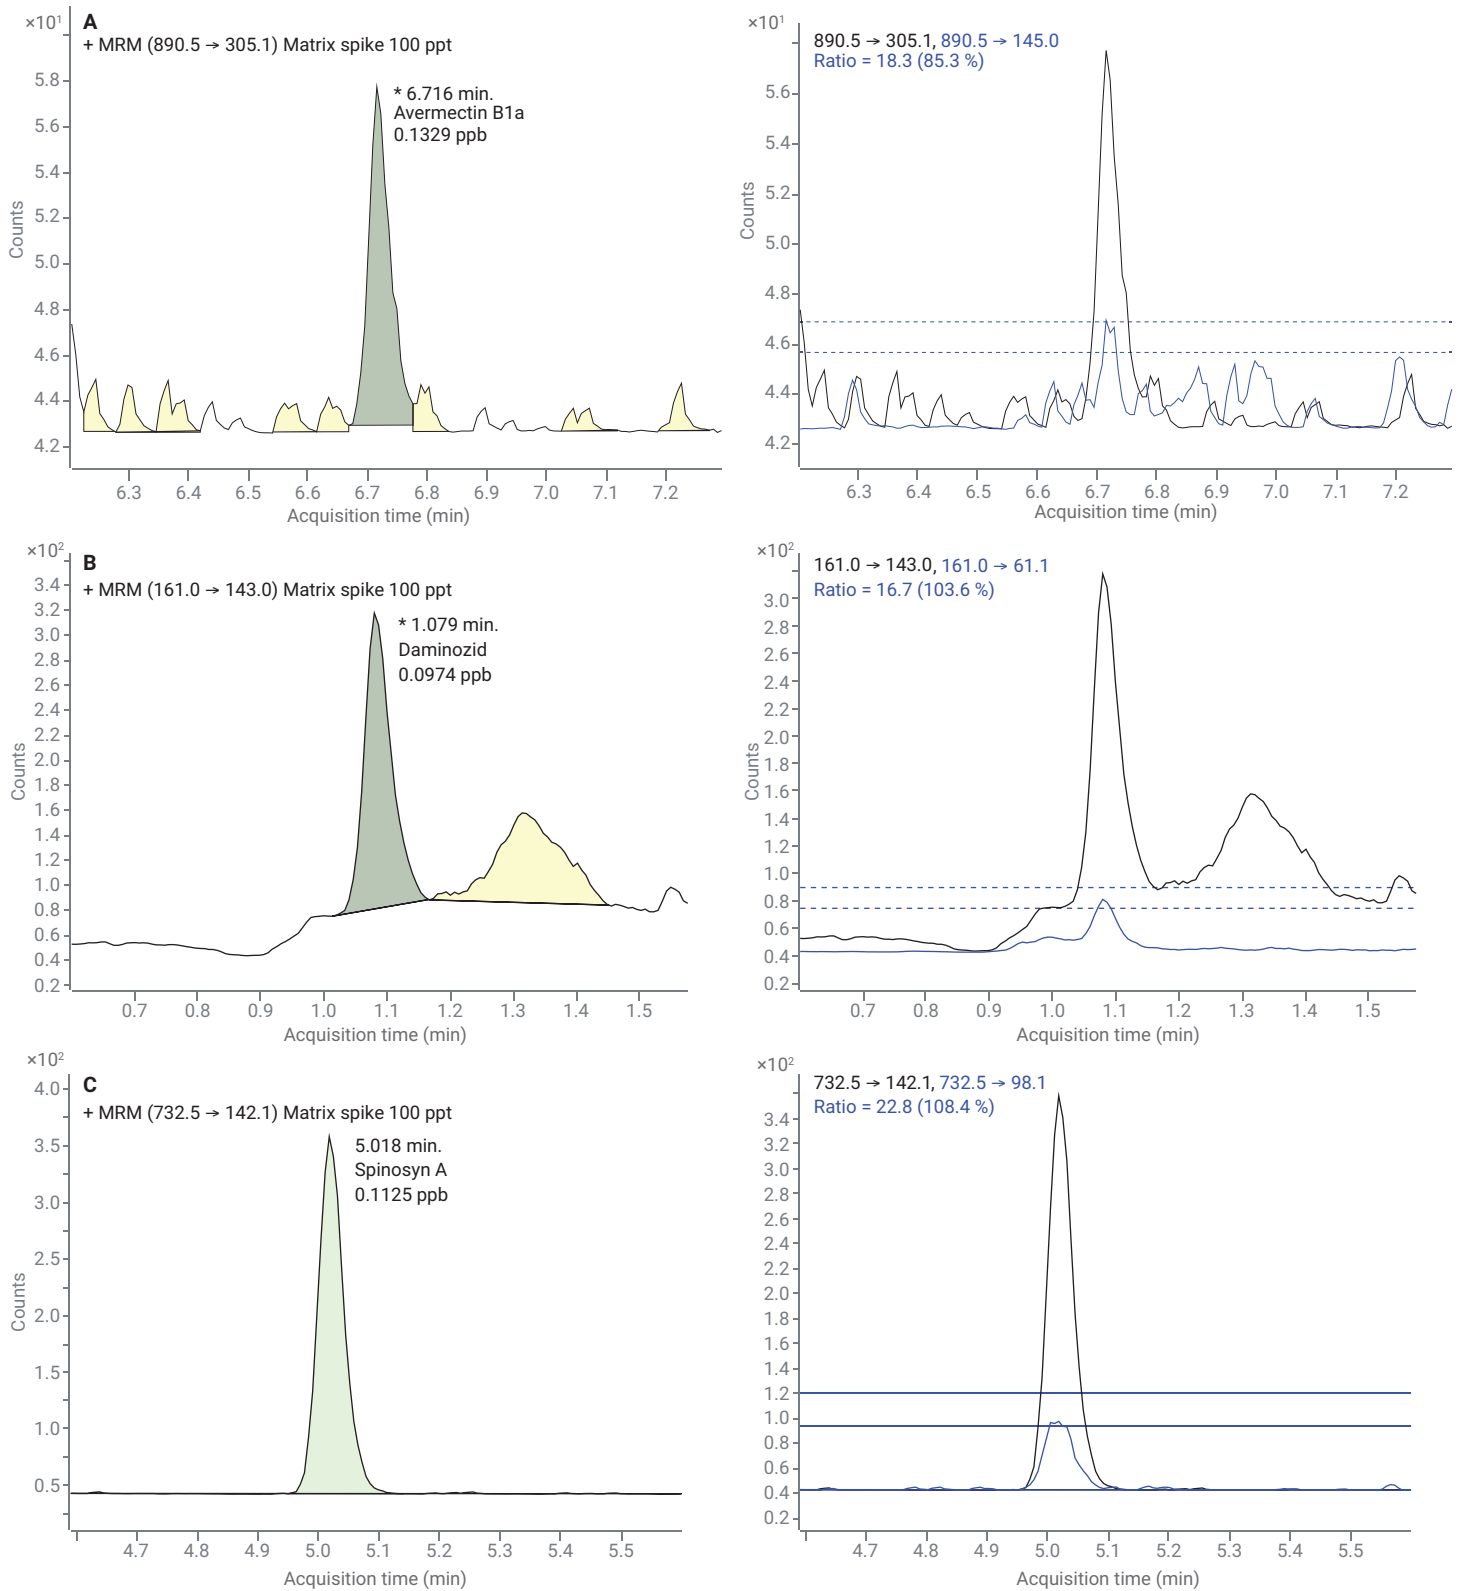 ×10¹
A
+ MRM (890.5 → 305.1) Matrix spike 100 ppt
* 6.716 min.
Avermectin B1a
0.1329 ppb
5.8
5.6
5.4
5.2
5.0
4.8
4.6
4.4
4.2
Counts
6.3 6.4 6.5 6.6 6.7 6.8 6.9 7.0 7.1 7.2
Acquisition time (min)
×10¹
890.5 → 305.1, 890.5 → 145.0
Ratio = 18.3 (85.3 %)
5.6
5.4
5.2
5.0
4.8
4.6
4.4
4.2
Counts
6.3 6.4 6.5 6.6 6.7 6.8 6.9 7.0 7.1 7.2
Acquisition time (min)
×10²
B
+ MRM (161.0 → 143.0) Matrix spike 100 ppt
* 1.079 min.
Daminozid
0.0974 ppb
3.4
3.2
3.0
2.8
2.6
2.4
2.2
2.0
1.8
1.6
1.4
1.2
1.0
0.8
0.6
0.4
0.2
Counts
0.7 0.8 0.9 1.0 1.1 1.2 1.3 1.4 1.5
Acquisition time (min)
×10²
161.0 → 143.0, 161.0 → 61.1
Ratio = 16.7 (103.6 %)
3.0
2.8
2.6
2.4
2.2
2.0
1.8
1.6
1.4
1.2
1.0
0.8
0.6
0.4
0.2
Counts
0.7 0.8 0.9 1.0 1.1 1.2 1.3 1.4 1.5
Acquisition time (min)
×10²
C
+ MRM (732.5 → 142.1) Matrix spike 100 ppt
5.018 min.
Spinosyn A
0.1125 ppb
4.0
3.5
3.0
2.5
2.0
1.5
1.0
0.5
Counts
4.7 4.8 4.9 5.0 5.1 5.2 5.3 5.4 5.5
Acquisition time (min)
×10²
732.5 → 142.1, 732.5 → 98.1
Ratio = 22.8 (108.4 %)
3.4
3.2
3.0
2.8
2.6
2.4
2.2
2.0
1.8
1.6
1.4
1.2
1.0
0.8
0.6
0.4
0.2
4.7 4.8 4.9 5.0 5.1 5.2 5.3 5.4 5.5
Acquisition time (min)